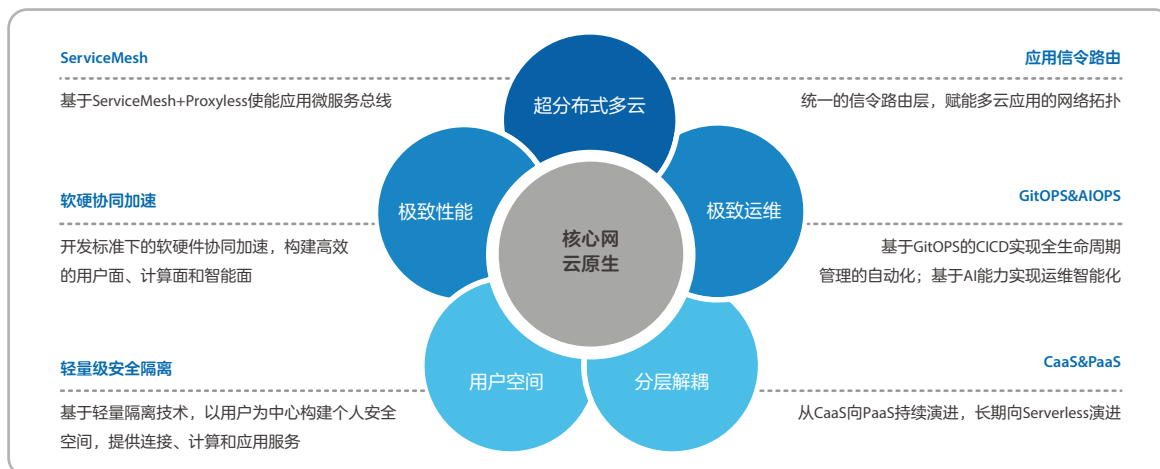 ServiceMesh
基于ServiceMesh+Proxyless使能应用微服务总线
软硬协同加速
开发标准下的软硬件协同加速，构建高效
的用户面、计算面和智能面
轻量级安全隔离
基于轻量隔离技术，以用户为中心构建个人安全
空间，提供连接、计算和应用服务
超分布式多云
极致性能
极致运维
核心网
云原生
用户空间
分层解耦
应用信令路由
统一的信令路由层，赋能多云应用的网络拓扑
GitOPS&AIOPS
基于GitOPS的CICD实现全生命周期
管理的自动化；基于AI能力实现运维智能化
CaaS&PaaS
从CaaS向PaaS持续演进，长期向Serverless演进